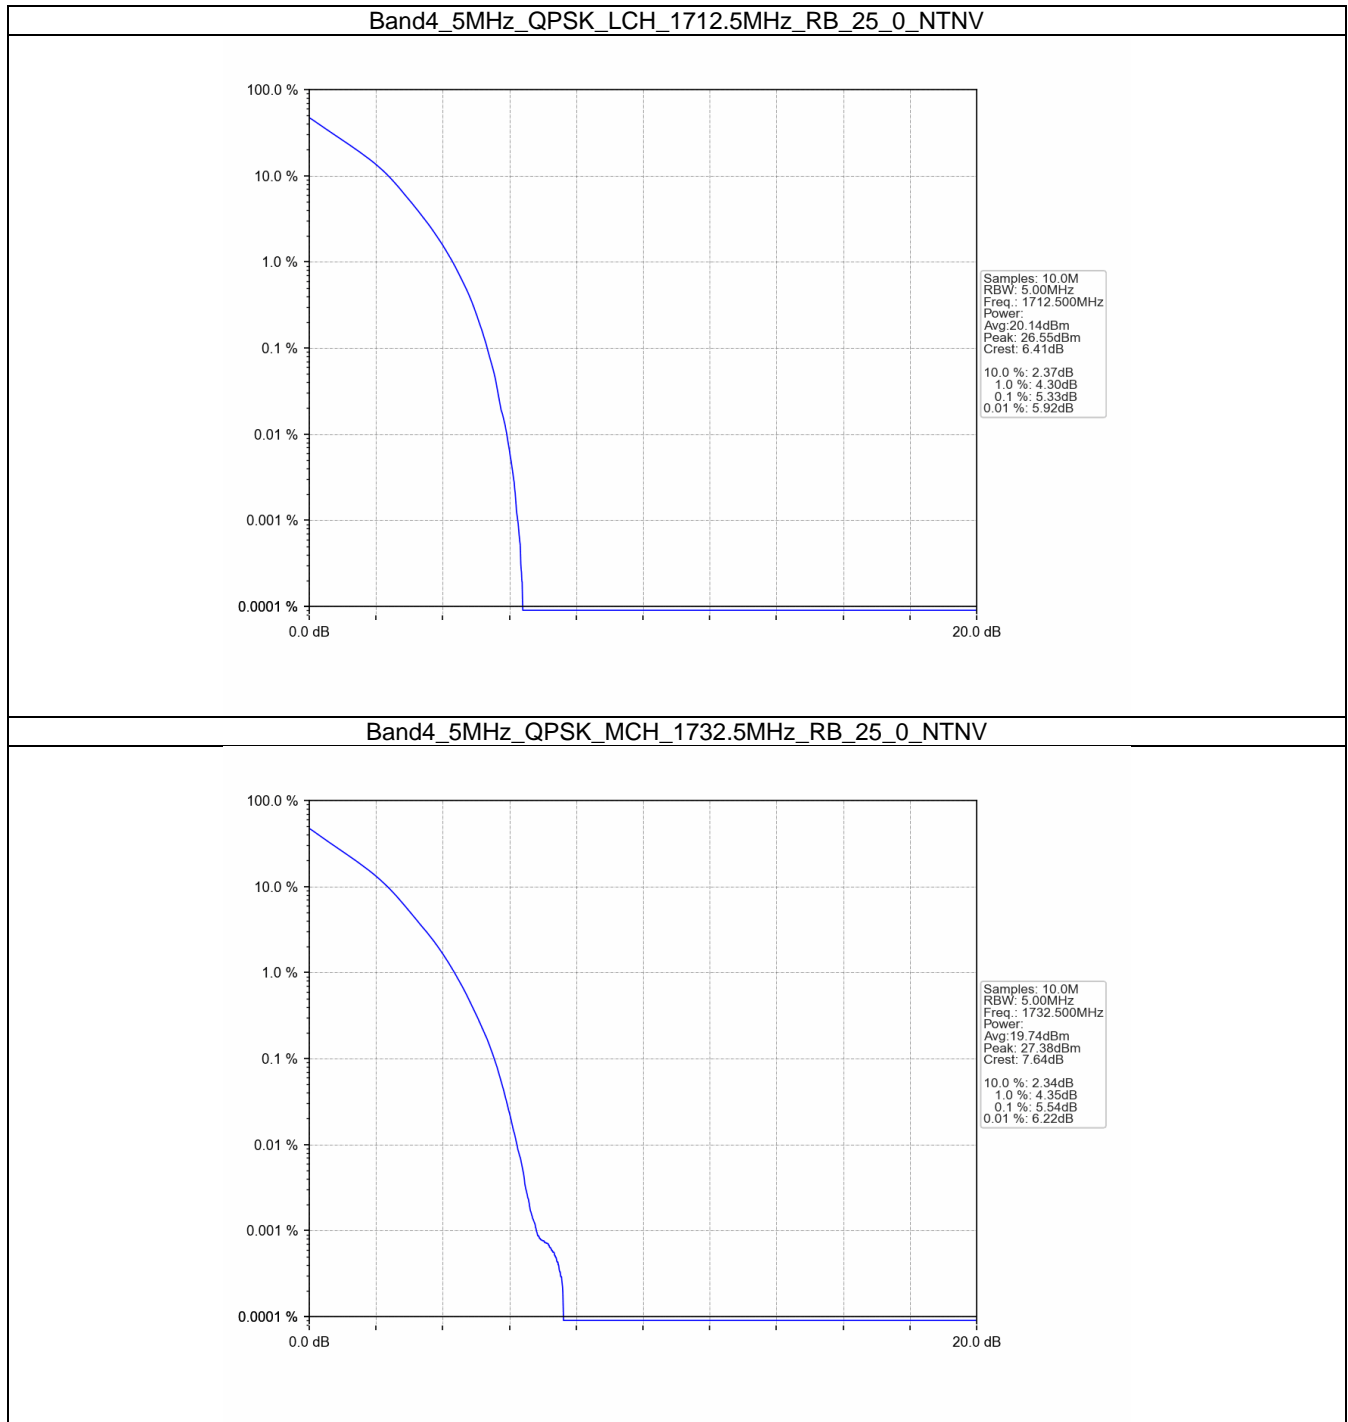 Band4_5MHz_QPSK_LCH_1712.5MHz_RB_25_0_NTNV
100.0 %
10.0 %
1.0 %
0.1 %
0.01 %
0.001 %
0.0001 %
0.0 dB
20.0 dB
Samples: 10.0M
RBW: 5.00MHz
Freq.: 1712.500MHz
Power:
Avg:20.14dBm
Peak: 26.55dBm
Crest: 6.41dB
10.0 %: 2.37dB
1.0 %: 4.30dB
0.1 %: 5.33dB
0.01 %: 5.92dB
Band4_5MHz_QPSK_MCH_1732.5MHz_RB_25_0_NTNV
100.0 %
10.0 %
1.0 %
0.1 %
0.01 %
0.001 %
0.0001 %
0.0 dB
20.0 dB
Samples: 10.0M
RBW: 5.00MHz
Freq.: 1732.500MHz
Power:
Avg:19.74dBm
Peak: 27.38dBm
Crest: 7.64dB
10.0 %: 2.34dB
1.0 %: 4.35dB
0.1 %: 5.54dB
0.01 %: 6.22dB